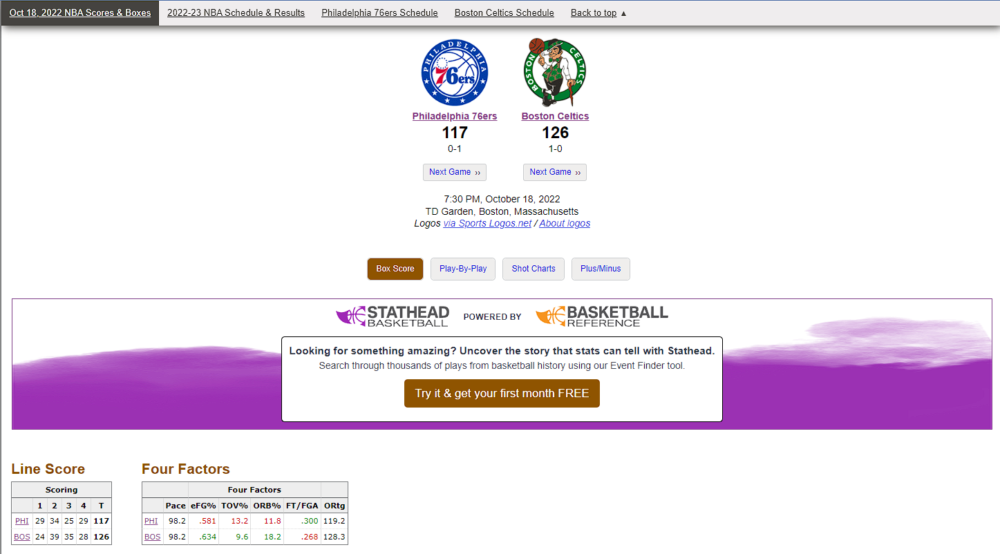 Oct 18, 2022 NBA Scores & Boxes 2022-23 NBA Schedule & Results Philadelphia 76ers Schedule Boston Celtics Schedule Back to top ▲
PHILADELPHIA
76ers
BOSTON CELTICS
Philadelphia 76ers Boston Celtics
117 126
0-1 1-0
Next Game ›› Next Game ››
7:30 PM, October 18, 2022
TD Garden, Boston, Massachusetts
Logos via Sports Logos.net / About logos
Box Score Play-By-Play Shot Charts Plus/Minus
STATHEAD BASKETBALL POWERED BY BASKETBALL REFERENCE
Looking for something amazing? Uncover the story that stats can tell with Stathead.
Search through thousands of plays from basketball history using our Event Finder tool.
Try it & get your first month FREE
Line Score
Scoring
1 2 3 4 T
PHI 29 34 25 29 117
BOS 24 39 35 28 126
Four Factors
Four Factors
Pace eFG% TOV% ORB% FT/FGA ORtg
PHI 98.2 .581 13.2 11.8 .300 119.2
BOS 98.2 .634 9.6 18.2 .268 128.3